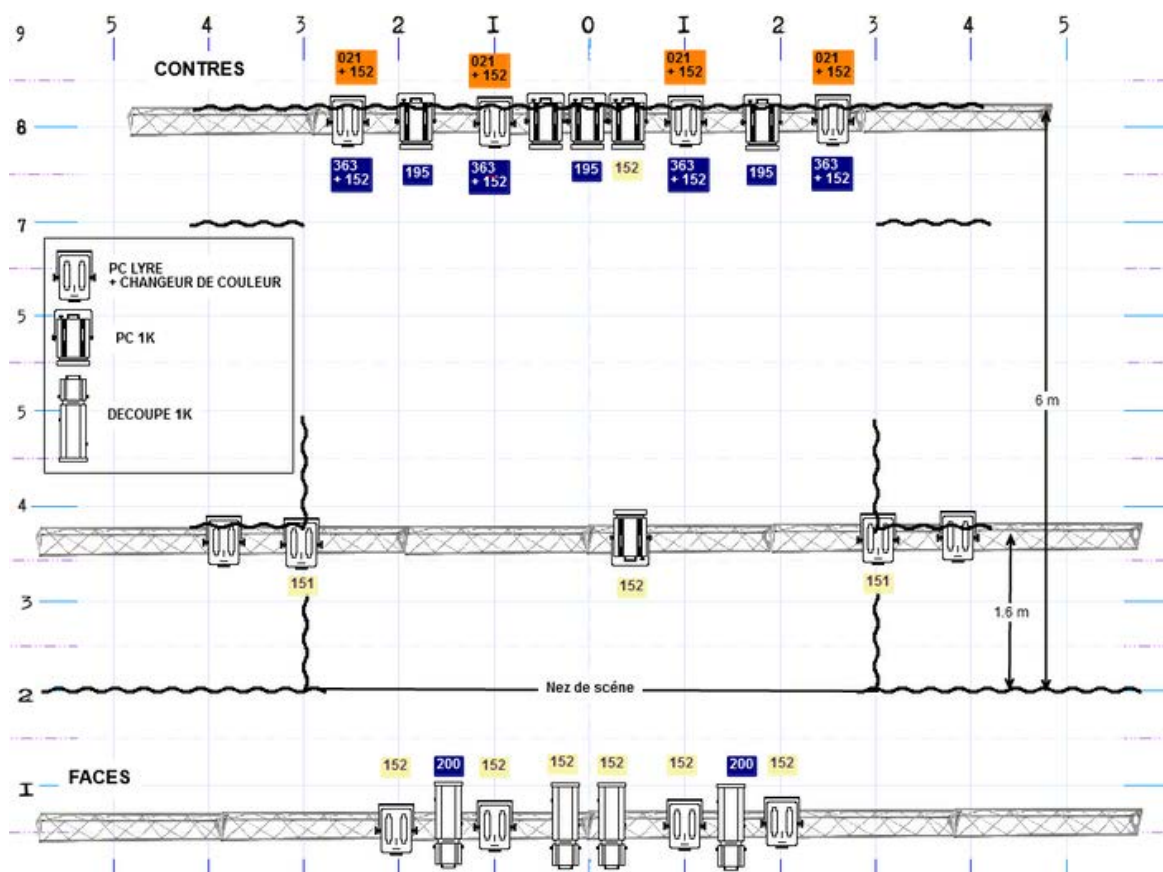 9 5 4 3 2 I 0 I 2 3 4 5
CONTRES
021
+ 152
021
+ 152
021
+ 152
021
+ 152
8
363
+ 152
195
363
+ 152
195
152
363
+ 152
195
363
+ 152
7
PC LYRE
+ CHANGEUR DE COULEUR
PC 1K
DECOUPE 1K
5
5
6 m
4
151
152
151
3
1.6 m
2
Nez de scéne
152 200 152 152 152 152 200 152
FACES
I